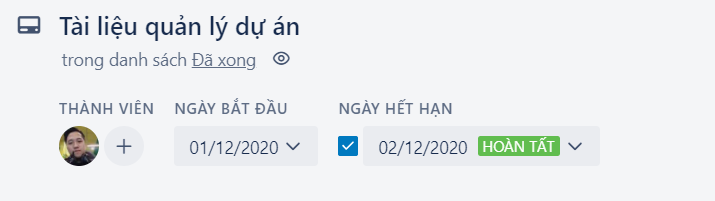 Tài liệu quản lý dự án
trong danh sách Đã xong
THÀNH VIÊN NGÀY BẮT ĐẦU NGÀY HẾT HẠN
+ 01/12/2020 02/12/2020 HOÀN TẤT